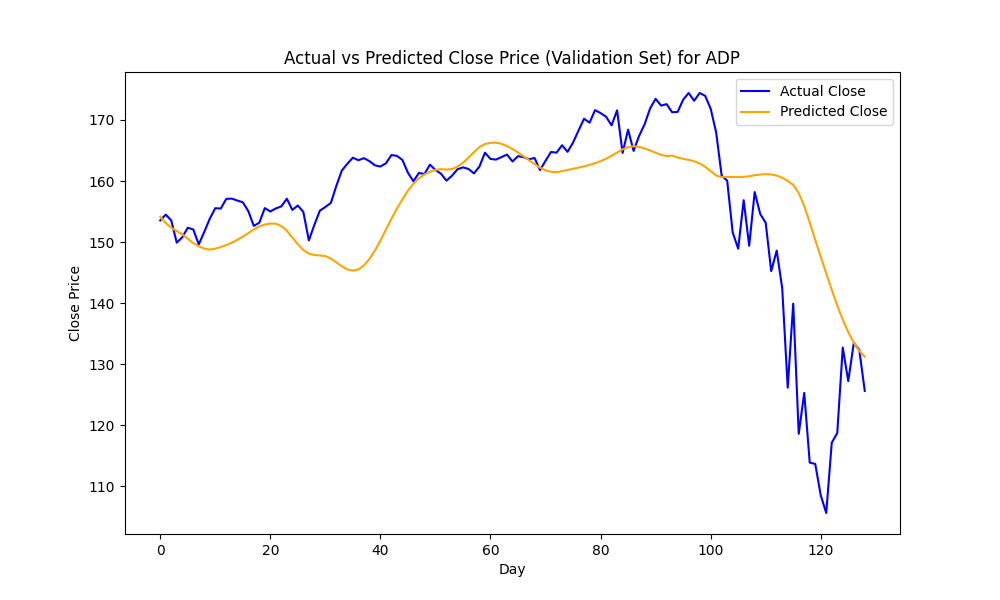 Actual vs Predicted Close Price (Validation Set) for ADP
Actual Close
Predicted Close
Close Price
170
160
150
140
130
120
110
0 20 40 60 80 100 120
Day